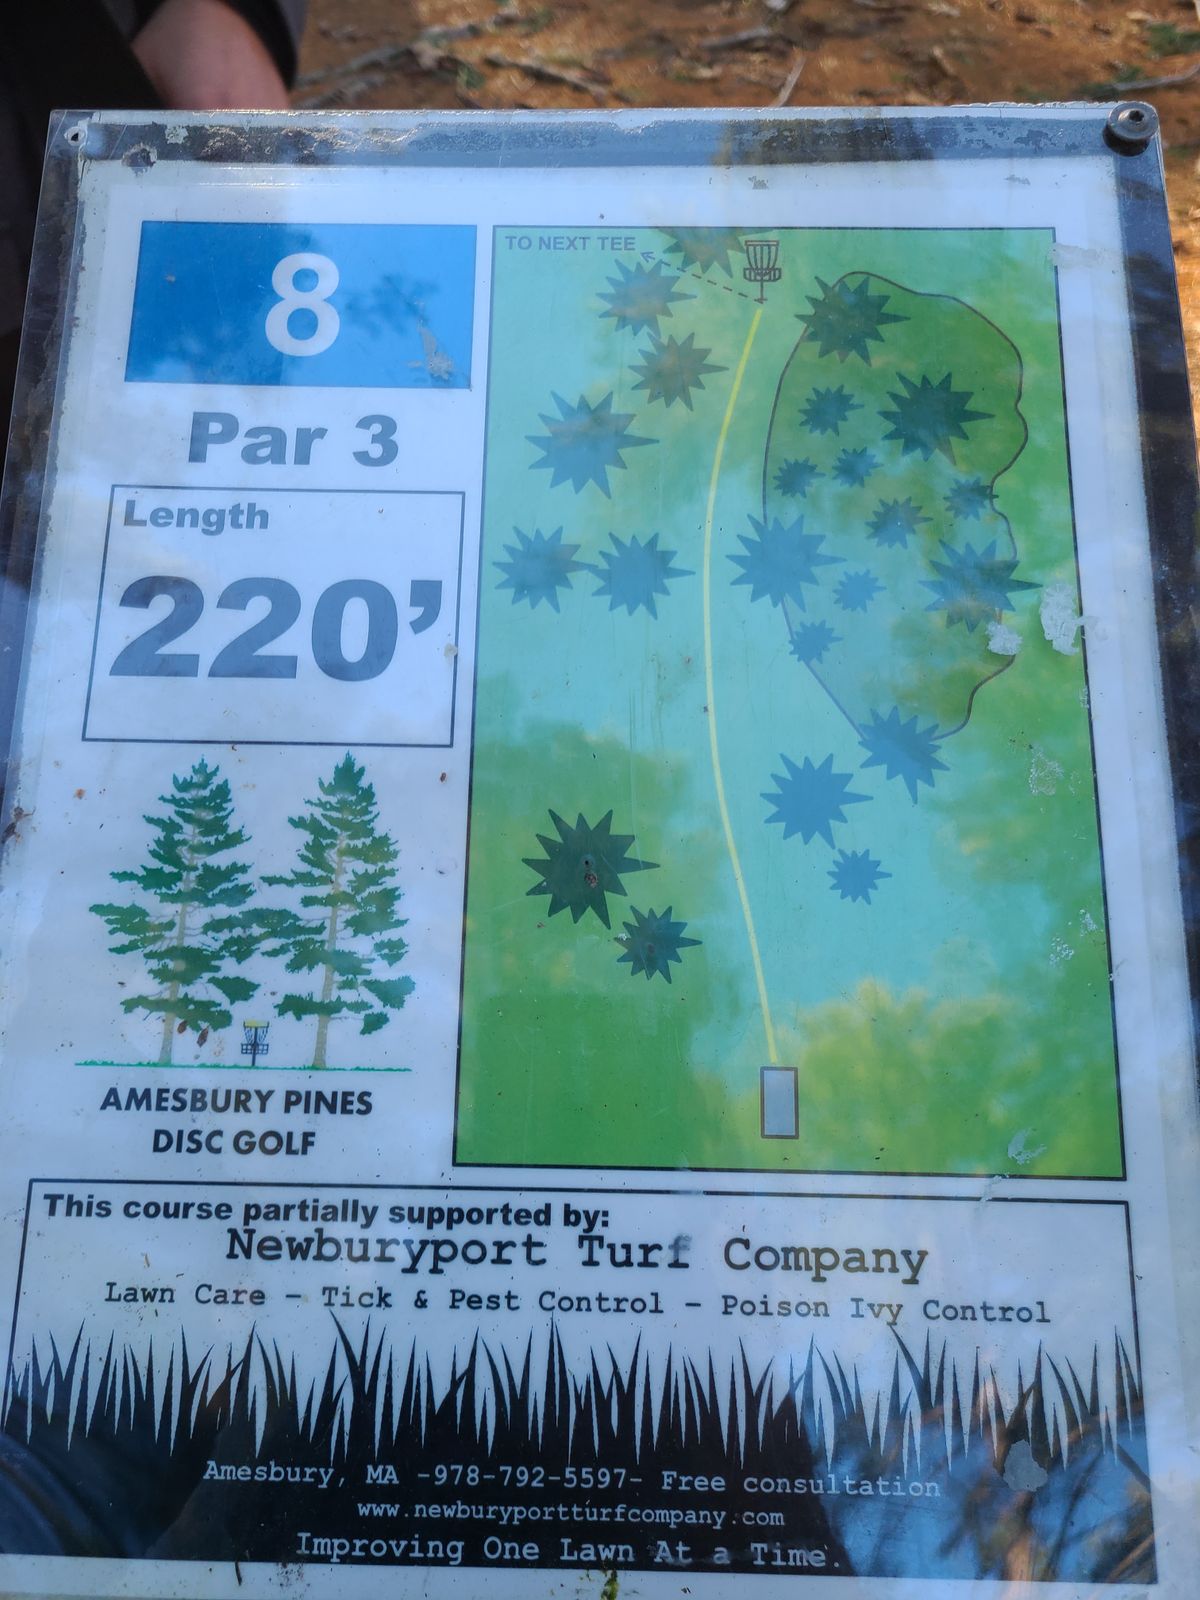 8
Par 3
Length
220’
AMESBURY PINES
DISC GOLF
TO NEXT TEE
This course partially supported by:
Newburyport Turf Company
Lawn Care - Tick & Pest Control - Poison Ivy Control
Amesbury, MA -978-792-5597- Free consultation
www.newburyportturfcompany.com
Improving One Lawn At a Time.